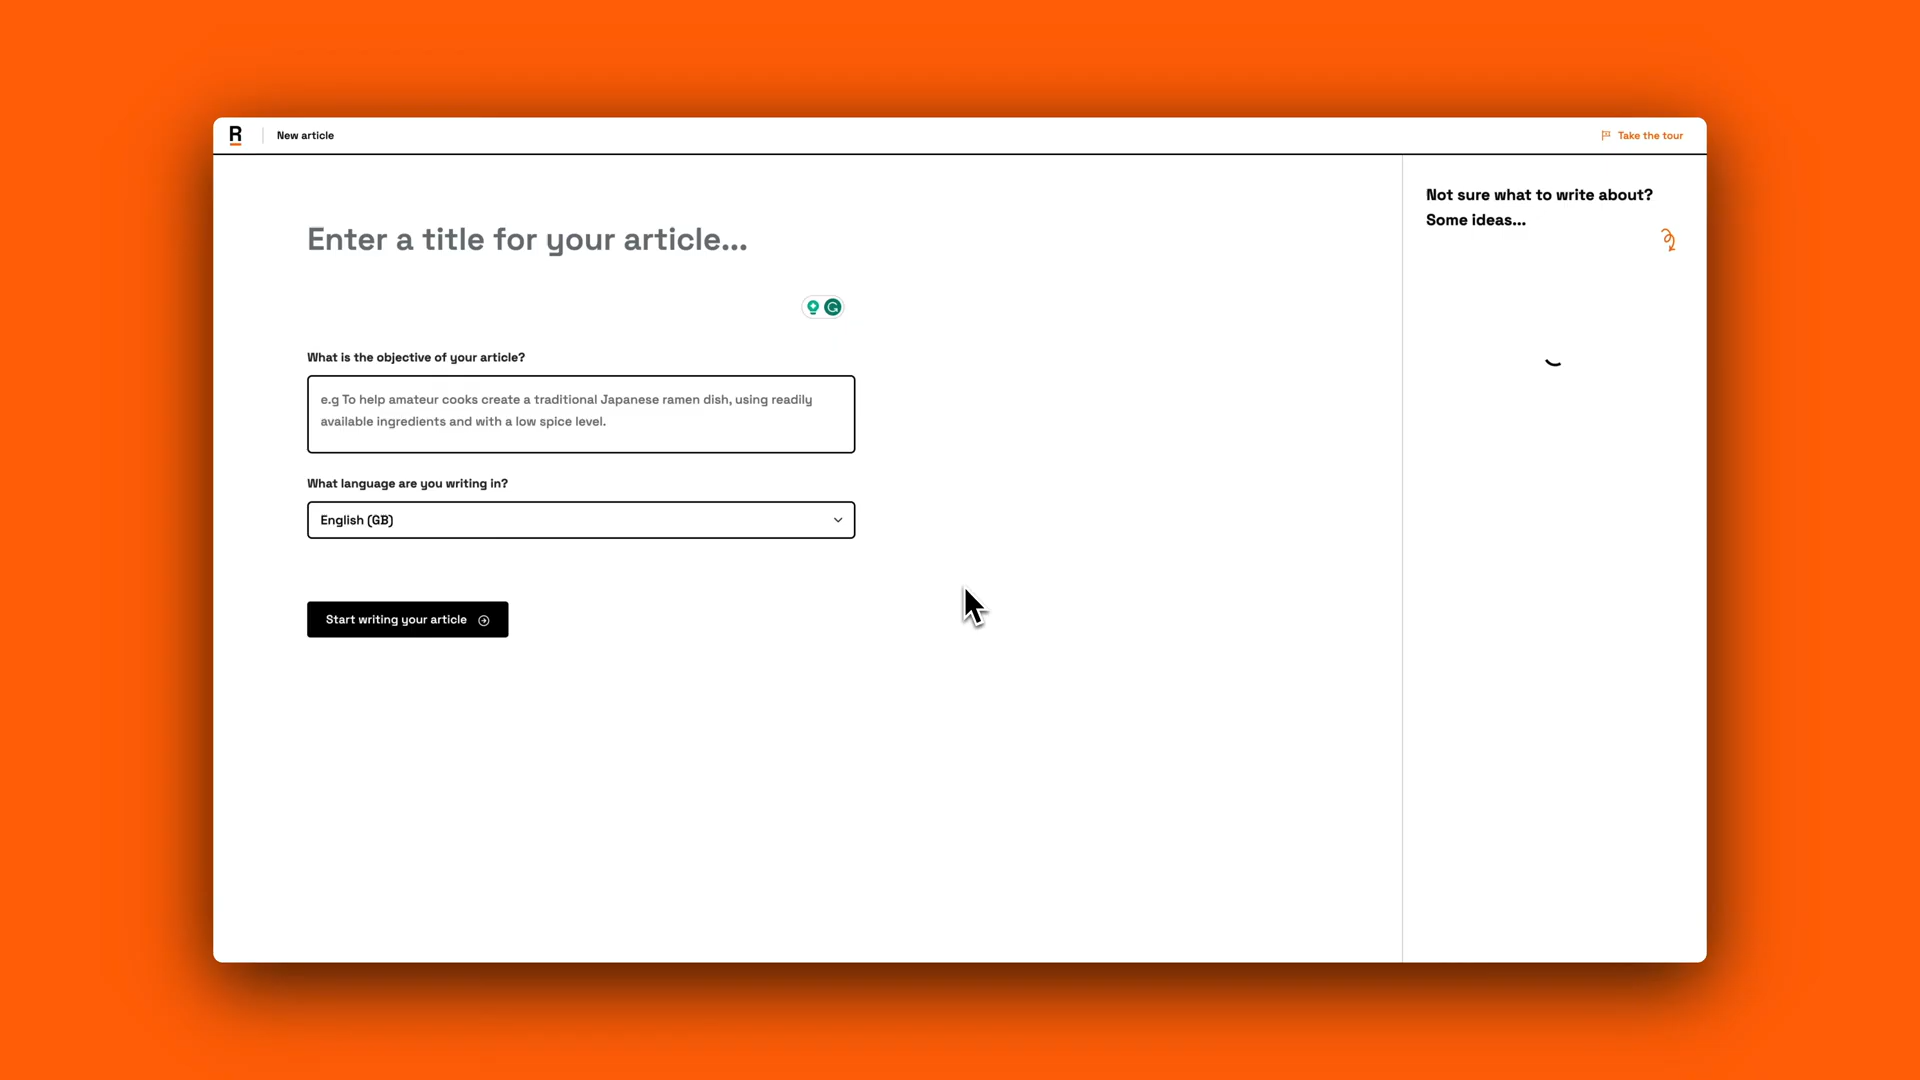 R
New article
Take the tour
Enter a title for your article...
What is the objective of your article?
e.g To help amateur cooks create a traditional Japanese ramen dish, using readily
available ingredients and with a low spice level.
What language are you writing in?
English (GB)
Start writing your article
Not sure what to write about?
Some ideas...